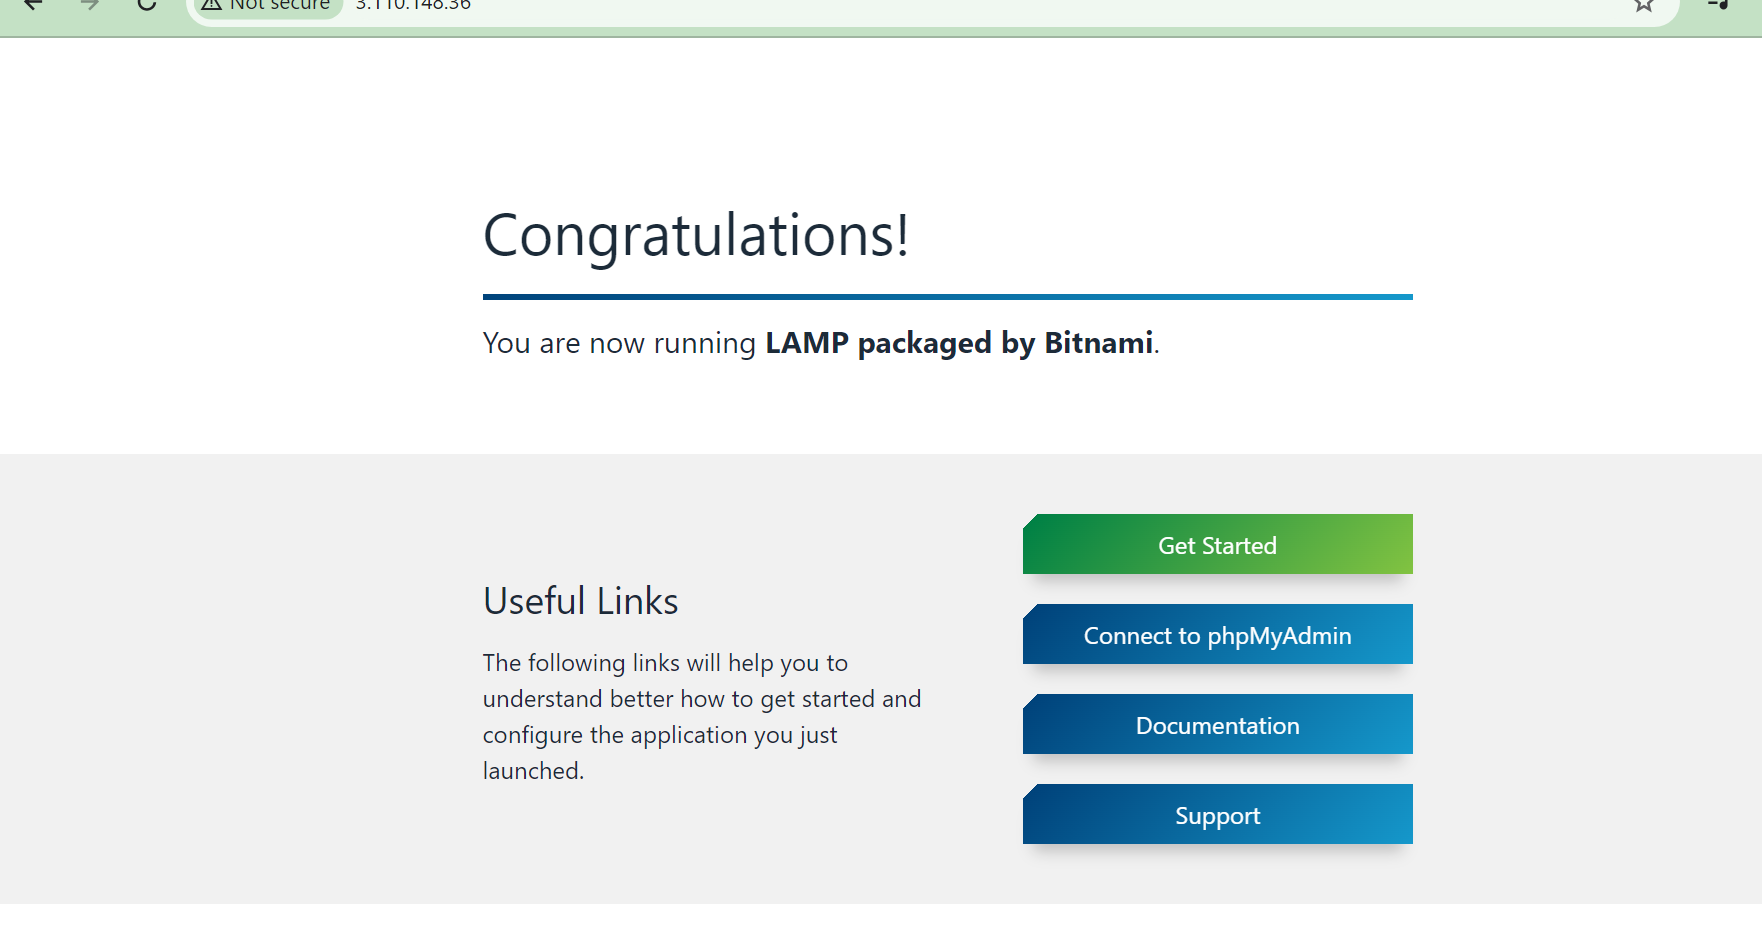 Not secure 3.110.148.36
Congratulations!
You are now running LAMP packaged by Bitnami.
Useful Links
The following links will help you to
understand better how to get started and
configure the application you just
launched.
Get Started
Connect to phpMyAdmin
Documentation
Support